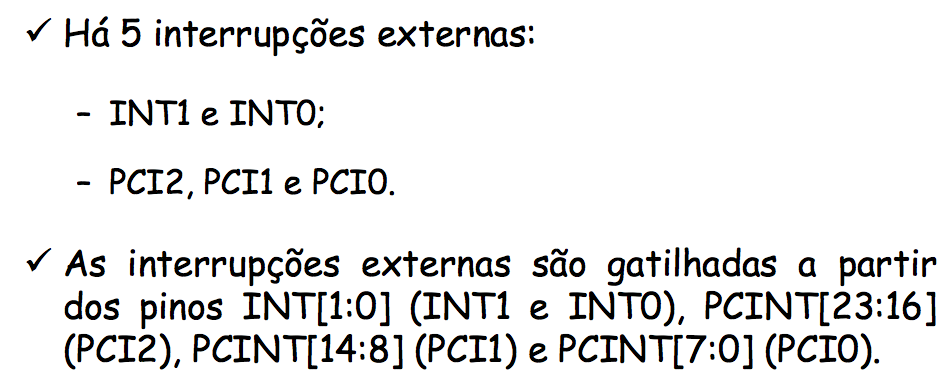 ✓ Há 5 interrupções externas:
– INT1 e INT0;
– PCI2, PCI1 e PCI0.
✓ As interrupções externas são gatilhadas a partir
dos pinos INT[1:0] (INT1 e INT0), PCINT[23:16]
(PCI2), PCINT[14:8] (PCI1) e PCINT[7:0] (PCI0).